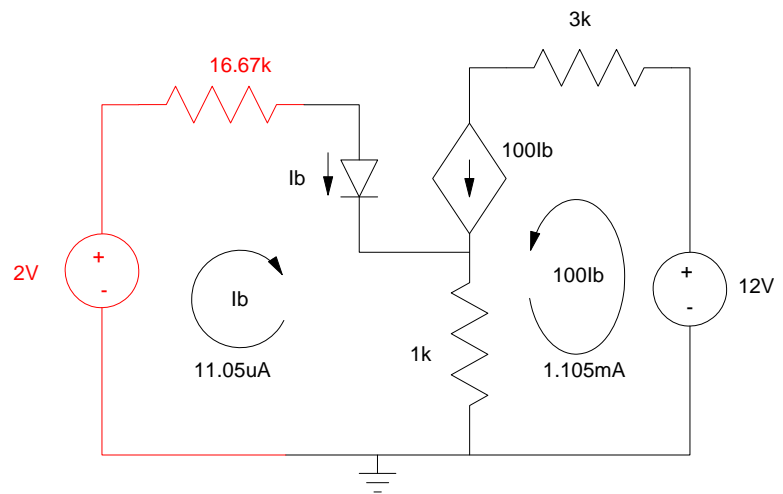 3k
16.67k
100Ib
Ib
+
-
2V
+
-
12V
Ib
100Ib
1k
11.05uA
1.105mA